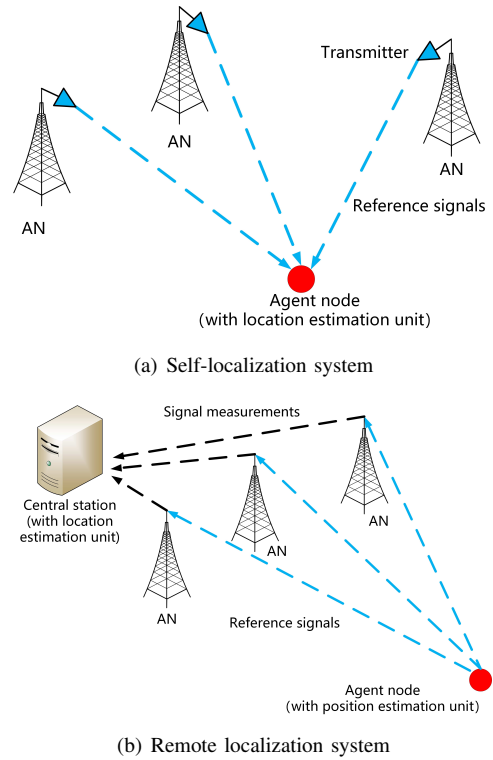 Transmitter
AN
AN
AN
Reference signals
Agent node
(with location estimation unit)
(a) Self-localization system
Signal measurements
Central station
(with location
estimation unit)
AN
AN
AN
Reference signals
Agent node
(with position estimation unit)
(b) Remote localization system